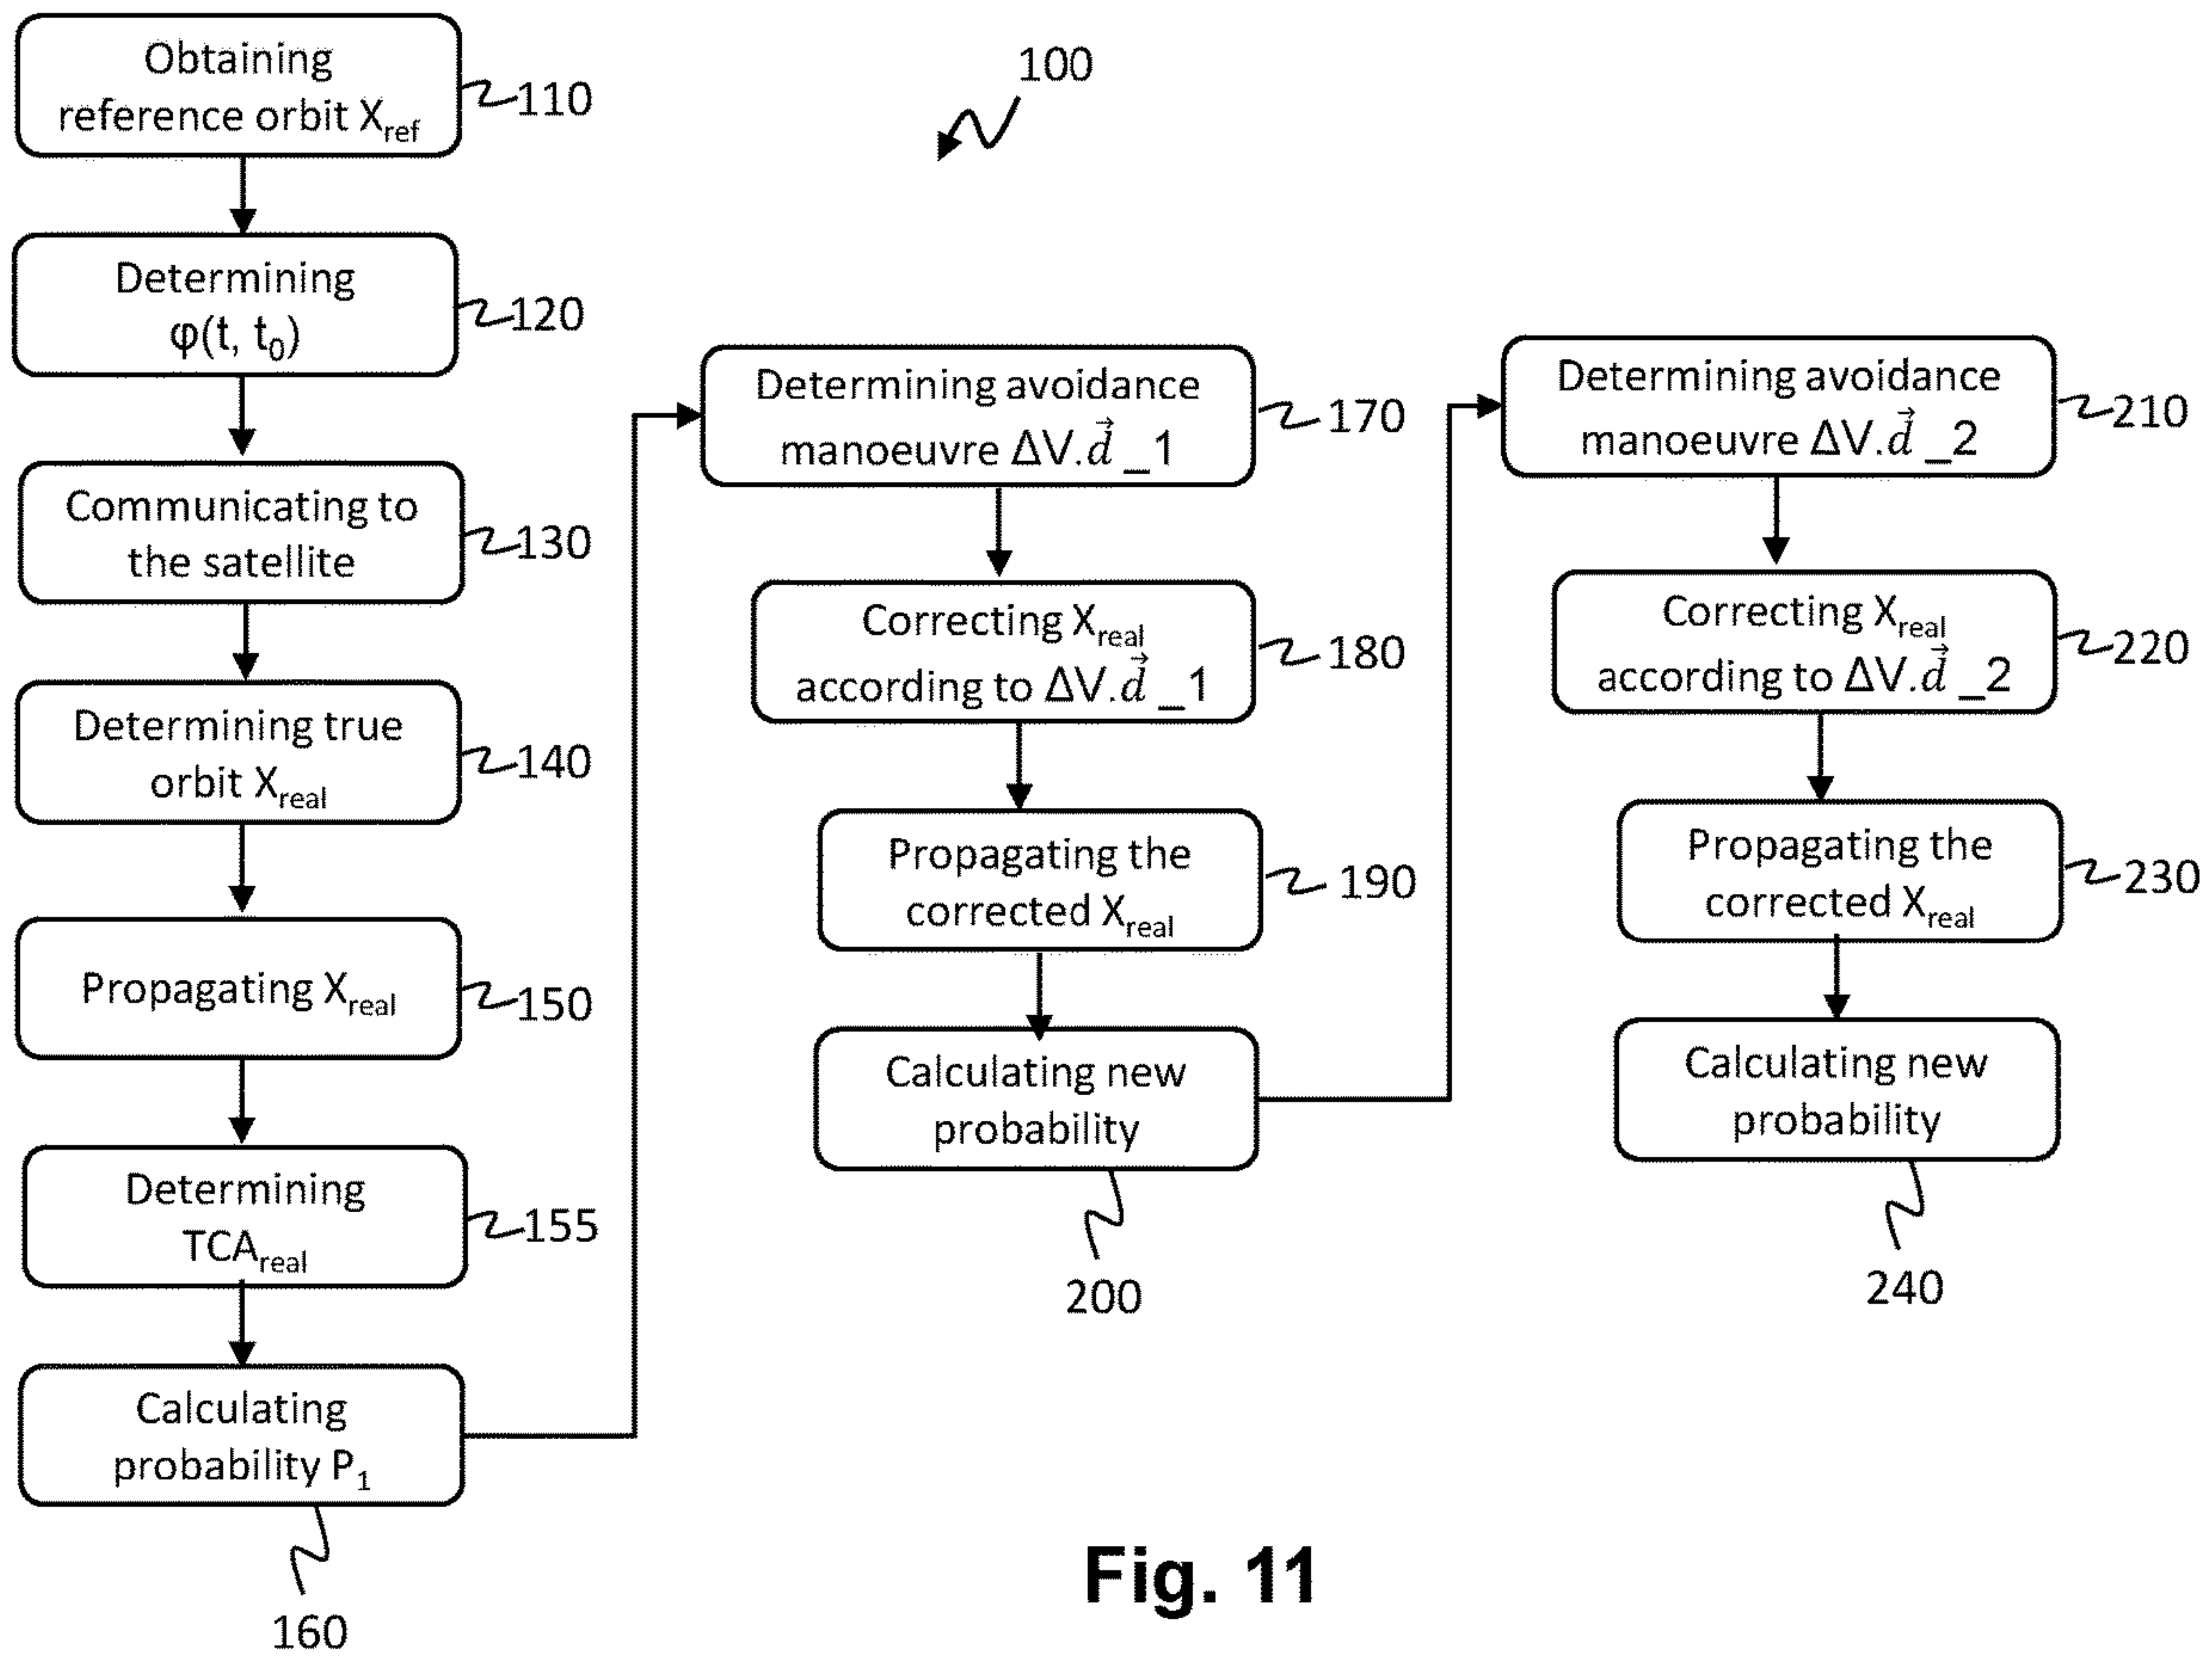 Obtaining
reference orbit Xref
110
Determining
φ(t, t0)
120
Communicating to
the satellite
130
Determining true
orbit Xreal
140
Propagating Xreal
150
Determining
TCAreal
155
Calculating
probability P1
160
100
Determining avoidance
manoeuvre ΔV.d⃗_1
170
Correcting Xreal
according to ΔV.d⃗_1
180
Propagating the
corrected Xreal
190
Calculating new
probability
200
Determining avoidance
manoeuvre ΔV.d⃗_2
210
Correcting Xreal
according to ΔV.d⃗_2
220
Propagating the
corrected Xreal
230
Calculating new
probability
240
Fig. 11